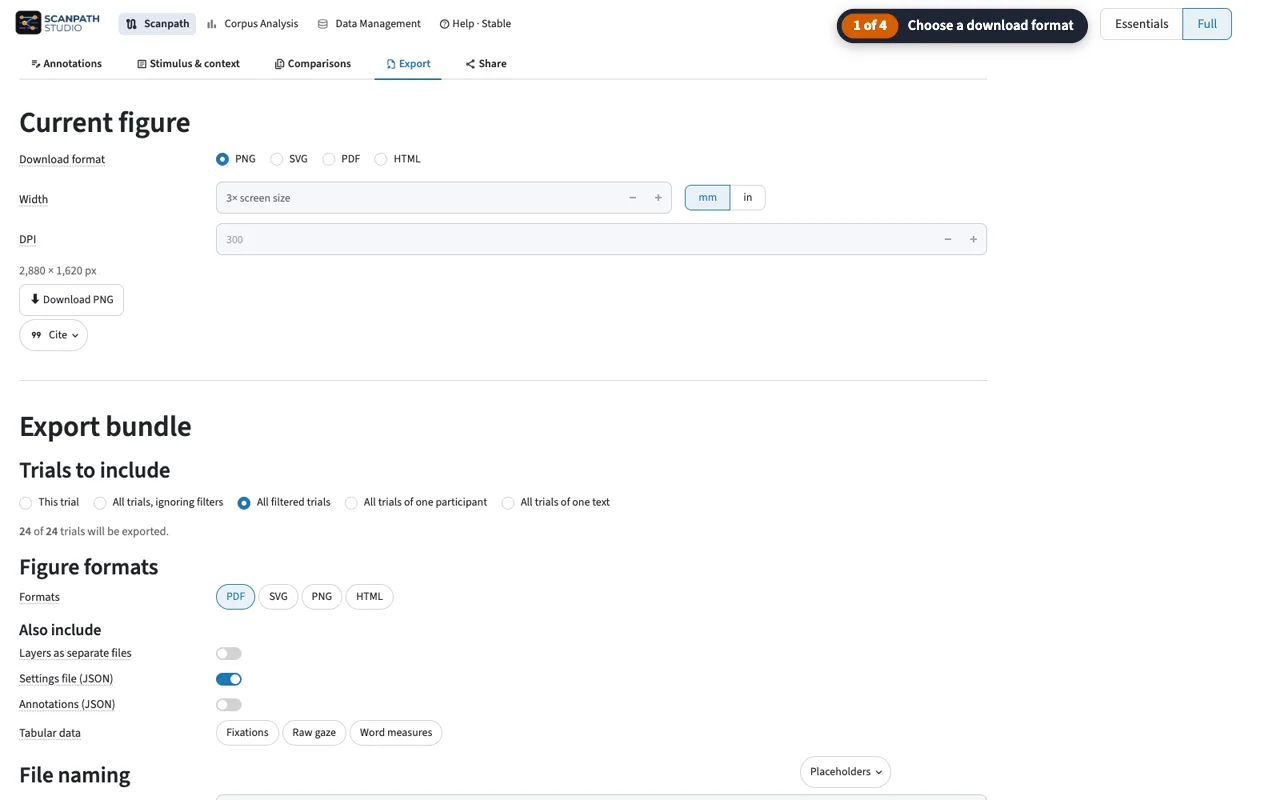 SCANPATH
STUDIO
Scanpath
Corpus Analysis
Data Management
Help · Stable
1 of 4 Choose a download format
Essentials
Full
Annotations
Stimulus & context
Comparisons
Export
Share
Current figure
Download format
PNG
SVG
PDF
HTML
Width
3× screen size
− +
mm
in
DPI
300
− +
2,880 × 1,620 px
Download PNG
Cite
Export bundle
Trials to include
This trial
All trials, ignoring filters
All filtered trials
All trials of one participant
All trials of one text
24 of 24 trials will be exported.
Figure formats
Formats
PDF
SVG
PNG
HTML
Also include
Layers as separate files
Settings file (JSON)
Annotations (JSON)
Tabular data
Fixations
Raw gaze
Word measures
File naming
Placeholders